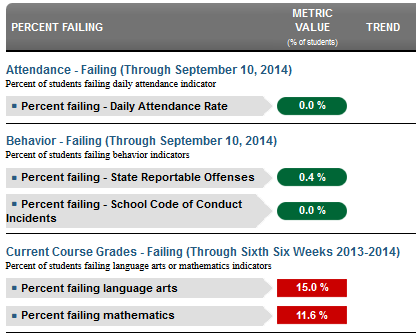 PERCENT FAILING
METRIC
VALUE
(% of students)
TREND
Attendance - Failing (Through September 10, 2014)
Percent of students failing daily attendance indicator
Percent failing - Daily Attendance Rate
0.0 %
Behavior - Failing (Through September 10, 2014)
Percent of students failing behavior indicators
Percent failing - State Reportable Offenses
0.4 %
Percent failing - School Code of Conduct
Incidents
0.0 %
Current Course Grades - Failing (Through Sixth Six Weeks 2013-2014)
Percent of students failing language arts or mathematics indicators
Percent failing language arts
15.0 %
Percent failing mathematics
11.6 %